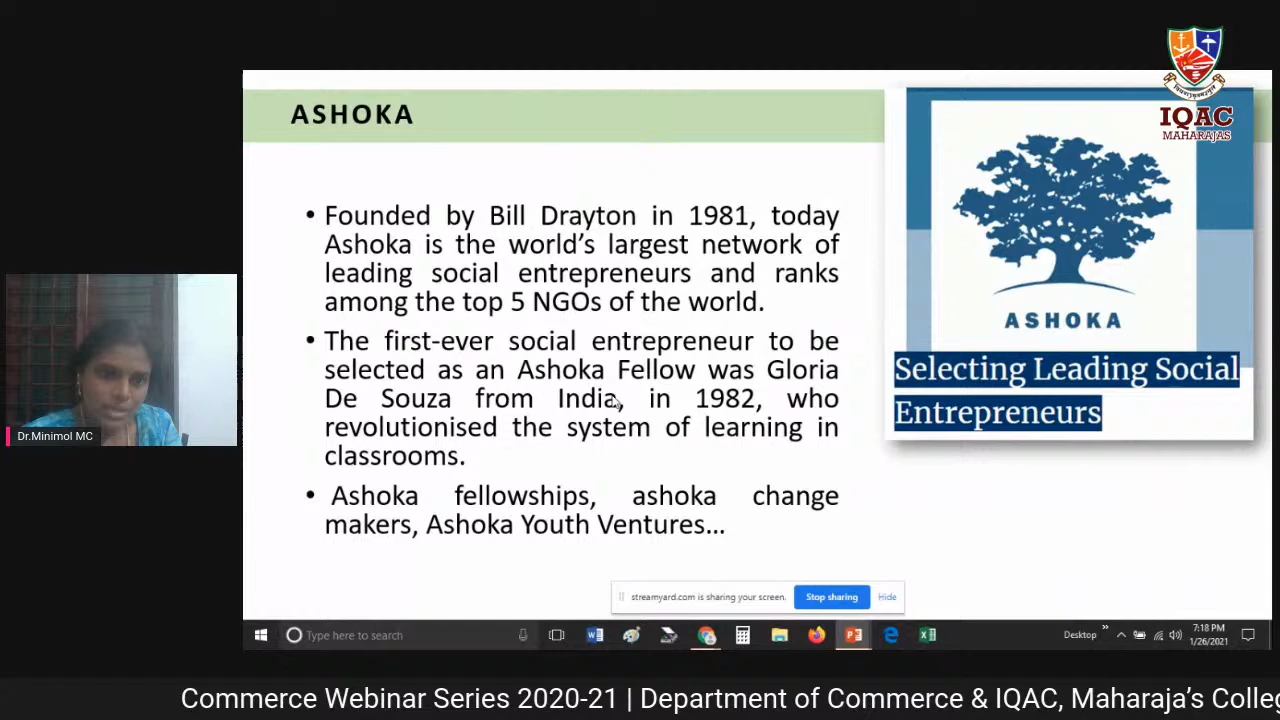 IQAC
MAHARAJAS
ASHOKA
• Founded by Bill Drayton in 1981, today
Ashoka is the world’s largest network of
leading social entrepreneurs and ranks
among the top 5 NGOs of the world.
• The first-ever social entrepreneur to be
selected as an Ashoka Fellow was Gloria
De Souza from India, in 1982, who
revolutionised the system of learning in
classrooms.
• Ashoka fellowships, ashoka change
makers, Ashoka Youth Ventures...
ASHOKA
Selecting Leading Social
Entrepreneurs
Dr.Minimol MC
streamyard.com is sharing your screen.
Stop sharing
Hide
Type here to search
Desktop
7:18 PM
1/26/2021
Commerce Webinar Series 2020-21 | Department of Commerce & IQAC, Maharaja’s Colleg